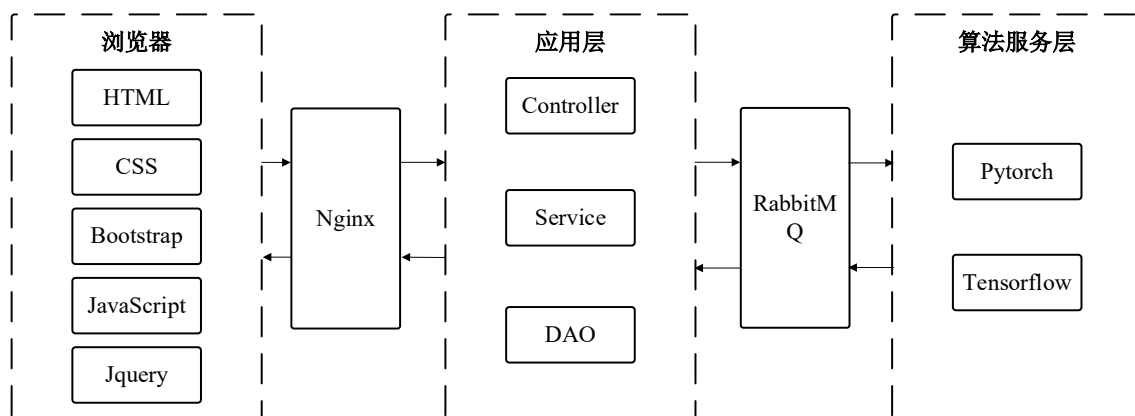 浏览器
HTML
CSS
Bootstrap
JavaScript
Jquery
Nginx
应用层
Controller
Service
DAO
RabbitM
Q
算法服务层
Pytorch
Tensorflow